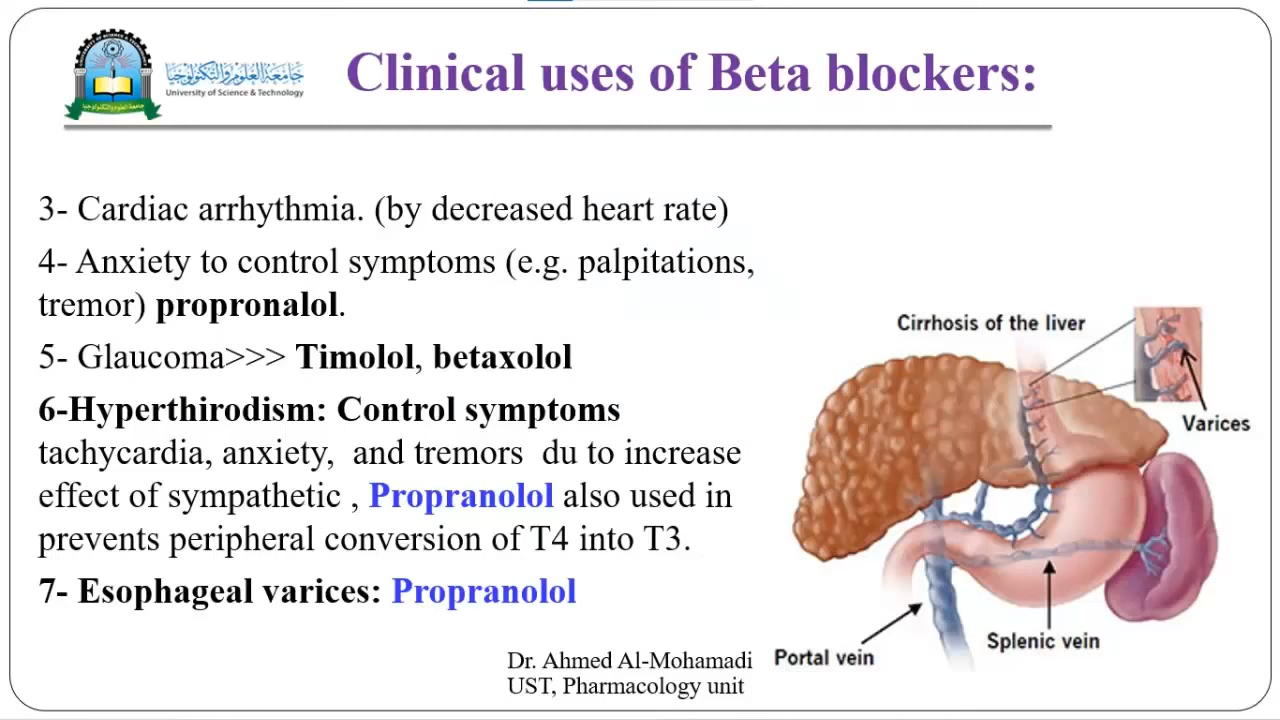 جامعة العلوم والتكنولوجيا
University of Science & Technology
Clinical uses of Beta blockers:
3- Cardiac arrhythmia. (by decreased heart rate)
4- Anxiety to control symptoms (e.g. palpitations,
tremor) propronalol.
5- Glaucoma>>> Timolol, betaxolol
6-Hyperthirodism: Control symptoms
tachycardia, anxiety, and tremors du to increase
effect of sympathetic , Propranolol also used in
prevents peripheral conversion of T4 into T3.
7- Esophageal varices: Propranolol
Cirrhosis of the liver
Varices
Splenic vein
Portal vein
Dr. Ahmed Al-Mohamadi
UST, Pharmacology unit